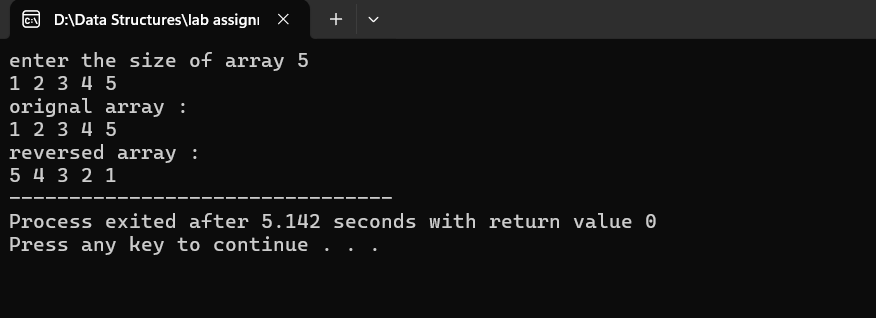 D:\Data Structures\lab assign
enter the size of array 5
1 2 3 4 5
orignal array :
1 2 3 4 5
reversed array :
5 4 3 2 1
--------------------------------
Process exited after 5.142 seconds with return value 0
Press any key to continue . . .